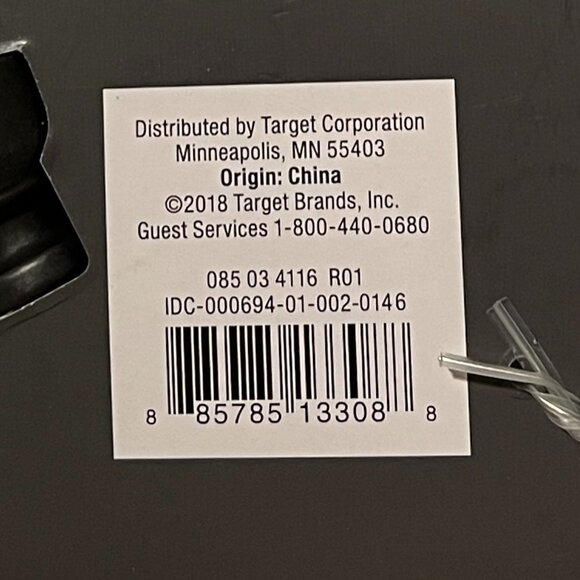 Distributed by Target Corporation
Minneapolis, MN 55403
Origin: China
©2018 Target Brands, Inc.
Guest Services 1-800-440-0680
085 03 4116 R01
IDC-000694-01-002-0146
8 85785 13308 8